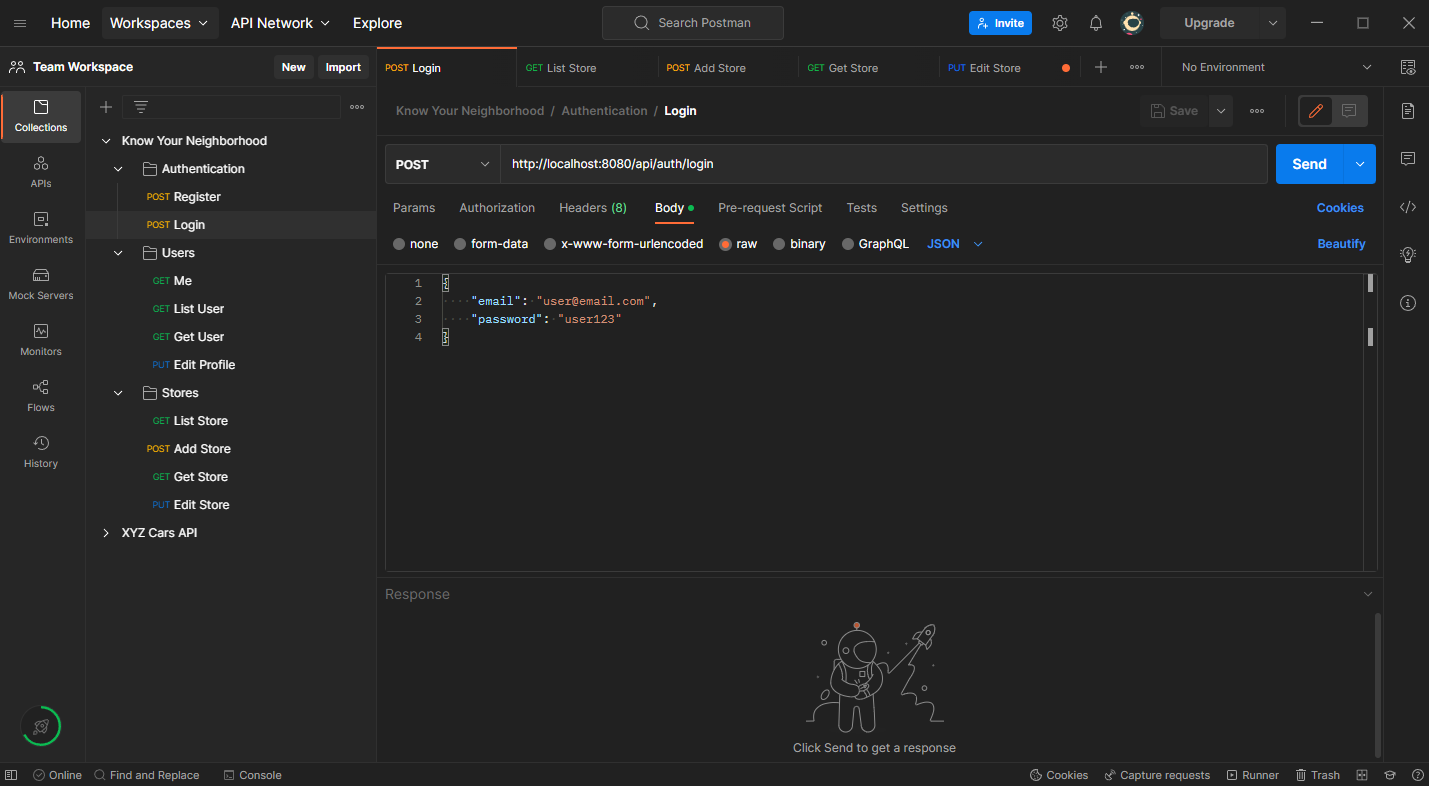 Home Workspaces API Network Explore Search Postman Invite Upgrade
Team Workspace New Import POST Login GET List Store POST Add Store GET Get Store PUT Edit Store No Environment
Collections
APIs
Environments
Mock Servers
Monitors
Flows
History
Know Your Neighborhood
Authentication
POST Register
POST Login
Users
GET Me
GET List User
GET Get User
PUT Edit Profile
Stores
GET List Store
POST Add Store
GET Get Store
PUT Edit Store
XYZ Cars API
Know Your Neighborhood / Authentication / Login Save
POST http://localhost:8080/api/auth/login Send
Params Authorization Headers (8) Body Pre-request Script Tests Settings Cookies
none form-data x-www-form-urlencoded raw binary GraphQL JSON Beautify
1 {
2 "email": "user@email.com",
3 "password": "user123"
4 }
Response
Click Send to get a response
Online Find and Replace Console Cookies Capture requests Runner Trash